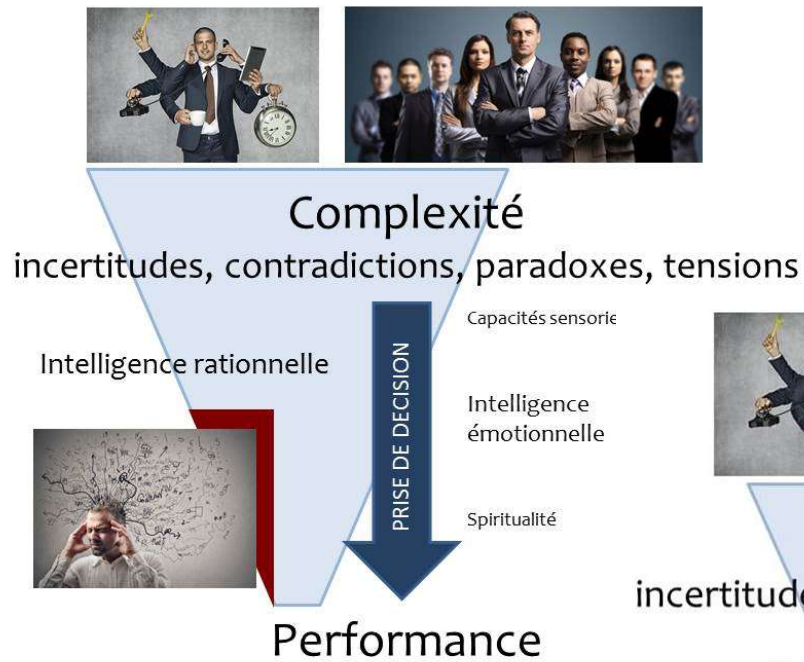 Complexité
incertitudes, contradictions, paradoxes, tensions
Intelligence rationnelle
PRISE DE DECISION
Capacités sensorie
Intelligence
émotionnelle
Spiritualité
Performance
incertitude